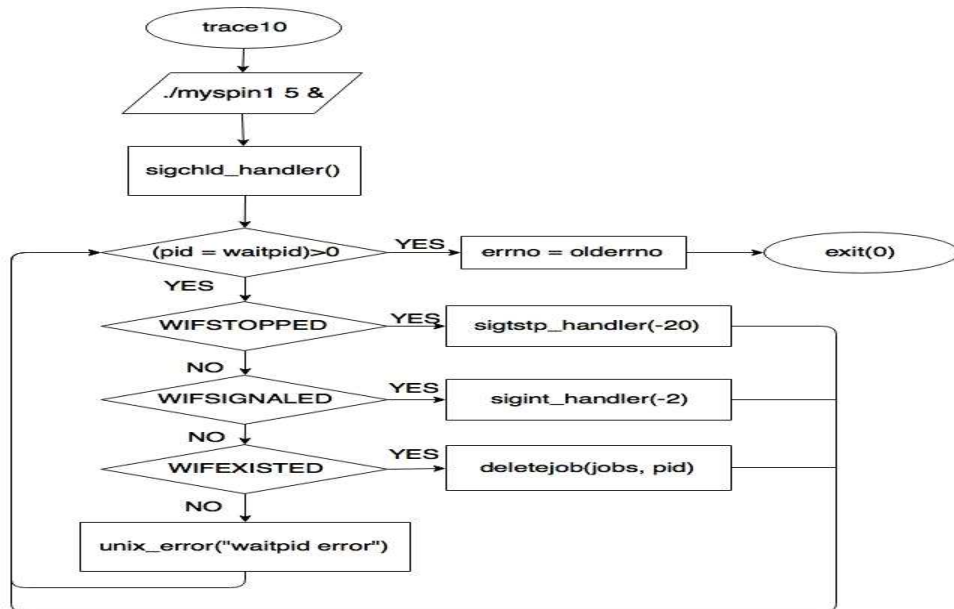 trace10
./myspin1 5 &
sigchld_handler()
(pid = waitpid)>0
YES
errno = olderrno
exit(0)
YES
WIFSTOPPED
YES
sigtstp_handler(-20)
NO
WIFSIGNALED
YES
sigint_handler(-2)
NO
WIFEXISTED
YES
deletejob(jobs, pid)
NO
unix_error("waitpid error")